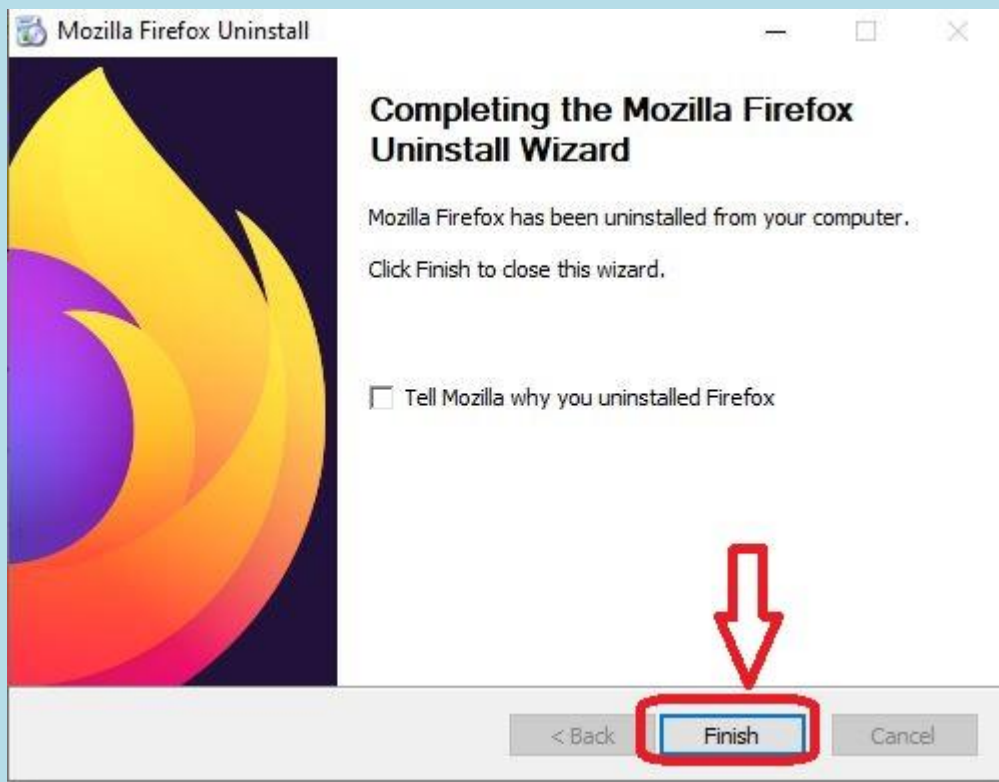 Mozilla Firefox Uninstall
Completing the Mozilla Firefox
Uninstall Wizard
Mozilla Firefox has been uninstalled from your computer.
Click Finish to close this wizard.
Tell Mozilla why you uninstalled Firefox
< Back
Finish
Cancel